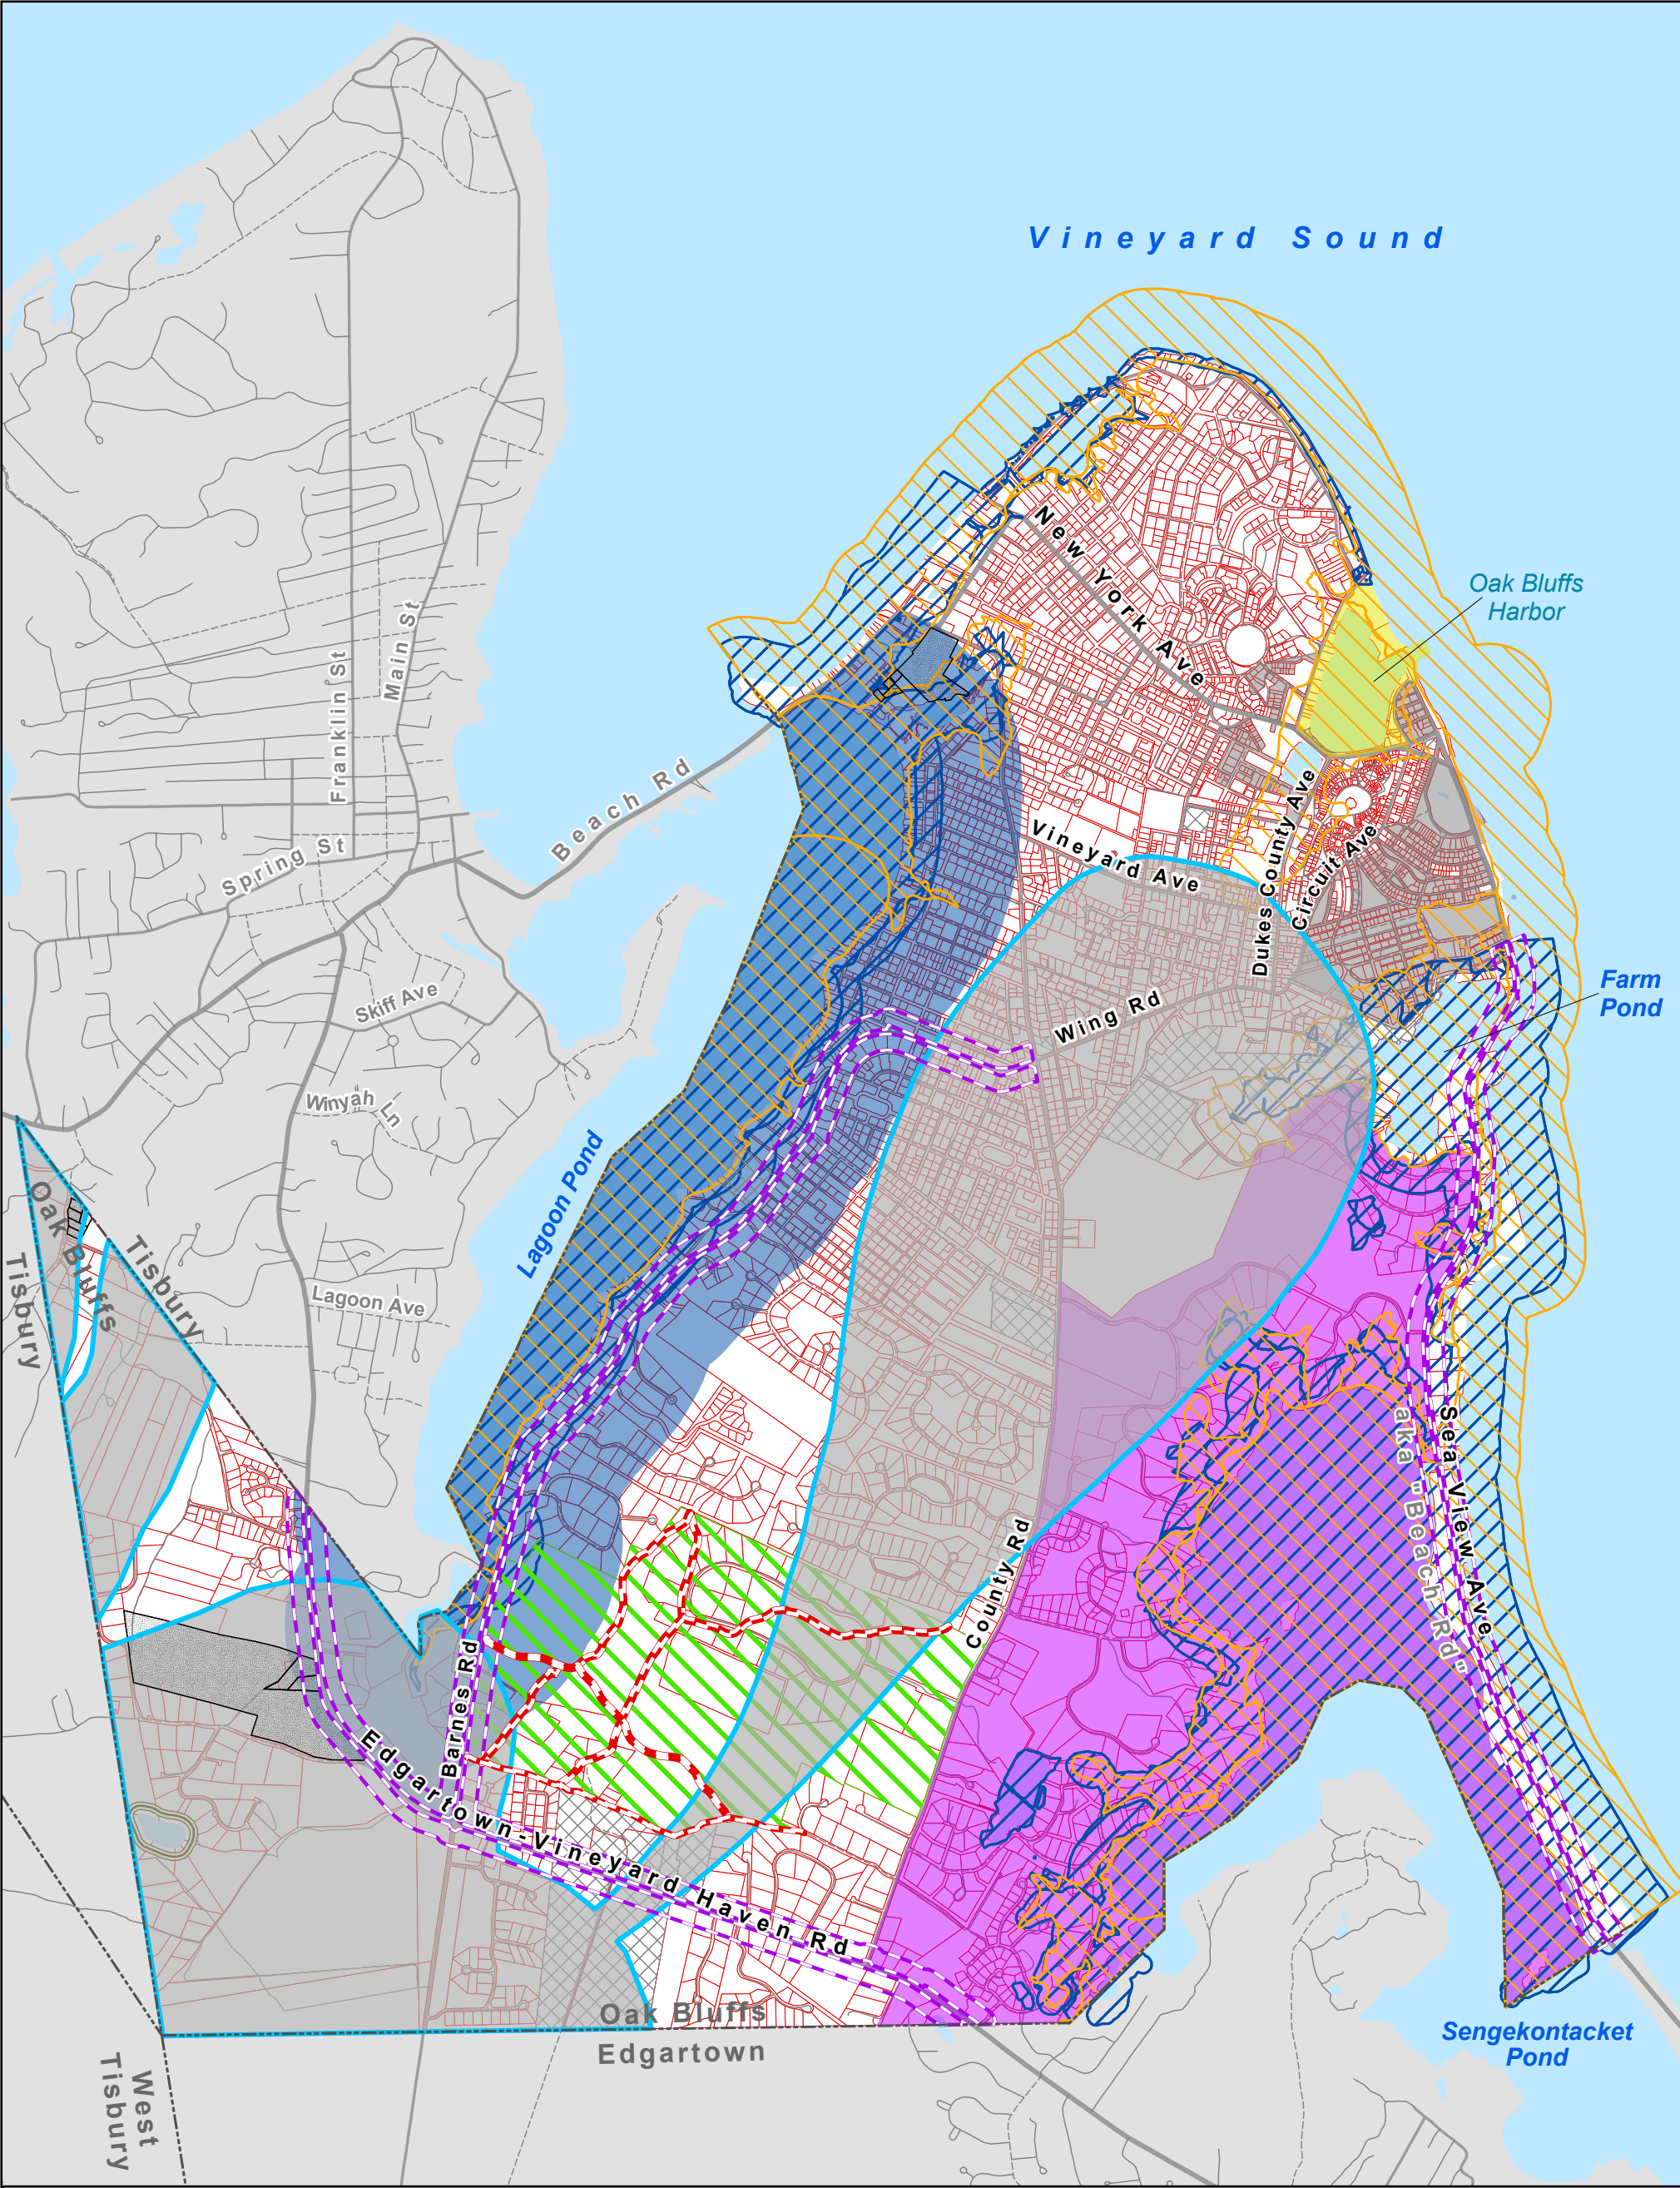 Vineyard Sound
Oak Bluffs
Harbor
New York Ave
Franklin St
Main St
Beach Rd
Spring St
Vineyard Ave
Dukes County Ave
Circuit Ave
Skiff Ave
Wing Rd
Farm
Pond
Winyah Ln
Lagoon Pond
Oak Bluffs
Tisbury
Tisbury
Lagoon Ave
Sea View Ave
aka "Beach Rd"
County Rd
Barnes Rd
Edgartown-Vineyard Haven Rd
Oak Bluffs
Edgartown
Sengekontacket
Pond
West
Tisbury